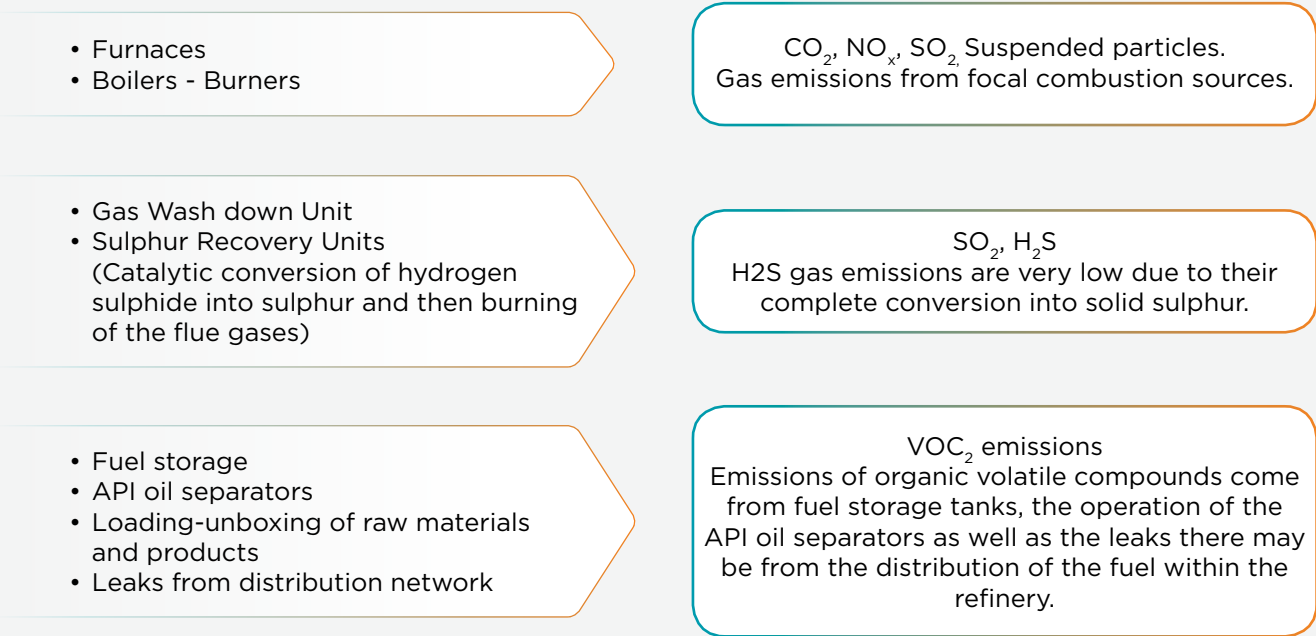 • Furnaces
• Boilers - Burners
CO₂, NOₓ, SO₂, Suspended particles.
Gas emissions from focal combustion sources.
• Gas Wash down Unit
• Sulphur Recovery Units
(Catalytic conversion of hydrogen
sulphide into sulphur and then burning
of the flue gases)
SO₂, H₂S
H2S gas emissions are very low due to their
complete conversion into solid sulphur.
• Fuel storage
• API oil separators
• Loading-unboxing of raw materials
and products
• Leaks from distribution network
VOC₂ emissions
Emissions of organic volatile compounds come
from fuel storage tanks, the operation of the
API oil separators as well as the leaks there may
be from the distribution of the fuel within the
refinery.